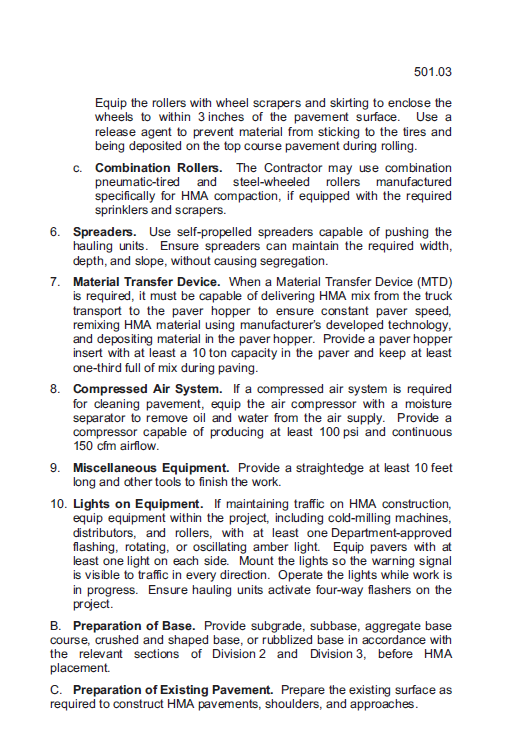 501.03
Equip the rollers with wheel scrapers and skirting to enclose the
wheels to within 3 inches of the pavement surface. Use a
release agent to prevent material from sticking to the tires and
being deposited on the top course pavement during rolling.
c. Combination Rollers. The Contractor may use combination
pneumatic-tired and steel-wheeled rollers manufactured
specifically for HMA compaction, if equipped with the required
sprinklers and scrapers.
6. Spreaders. Use self-propelled spreaders capable of pushing the
hauling units. Ensure spreaders can maintain the required width,
depth, and slope, without causing segregation.
7. Material Transfer Device. When a Material Transfer Device (MTD)
is required, it must be capable of delivering HMA mix from the truck
transport to the paver hopper to ensure constant paver speed,
remixing HMA material using manufacturer's developed technology,
and depositing material in the paver hopper. Provide a paver hopper
insert with at least a 10 ton capacity in the paver and keep at least
one-third full of mix during paving.
8. Compressed Air System. If a compressed air system is required
for cleaning pavement, equip the air compressor with a moisture
separator to remove oil and water from the air supply. Provide a
compressor capable of producing at least 100 psi and continuous
150 cfm airflow.
9. Miscellaneous Equipment. Provide a straightedge at least 10 feet
long and other tools to finish the work.
10. Lights on Equipment. If maintaining traffic on HMA construction,
equip equipment within the project, including cold-milling machines,
distributors, and rollers, with at least one Department-approved
flashing, rotating, or oscillating amber light. Equip pavers with at
least one light on each side. Mount the lights so the warning signal
is visible to traffic in every direction. Operate the lights while work is
in progress. Ensure hauling units activate four-way flashers on the
project.
B. Preparation of Base. Provide subgrade, subbase, aggregate base
course, crushed and shaped base, or rubblized base in accordance with
the relevant sections of Division 2 and Division 3, before HMA
placement.
C. Preparation of Existing Pavement. Prepare the existing surface as
required to construct HMA pavements, shoulders, and approaches.